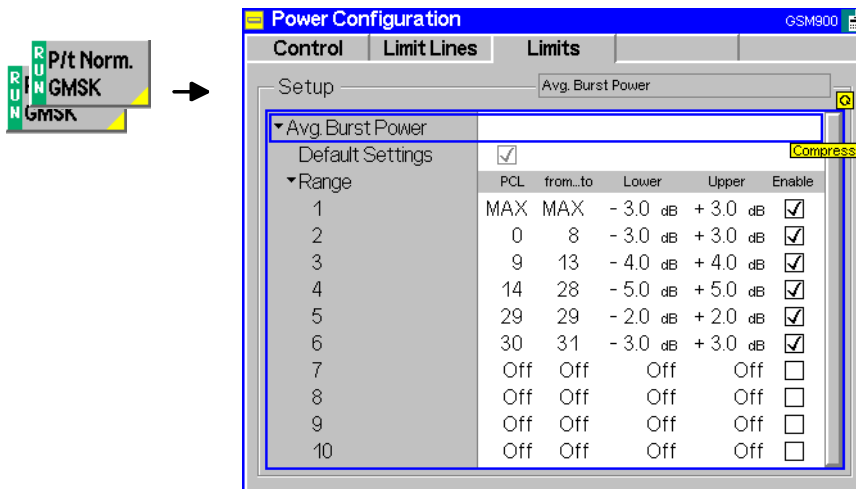 Power Configuration GSM900
Control Limit Lines Limits
RUN P/t Norm.
GMSK
RUN
GMSK
Setup Avg. Burst Power
Avg. Burst Power
Compress
Default Settings
Range PCL from...to Lower Upper Enable
1 MAX MAX - 3.0 dB + 3.0 dB
2 0 8 - 3.0 dB + 3.0 dB
3 9 13 - 4.0 dB + 4.0 dB
4 14 28 - 5.0 dB + 5.0 dB
5 29 29 - 2.0 dB + 2.0 dB
6 30 31 - 3.0 dB + 3.0 dB
7 Off Off Off Off
8 Off Off Off Off
9 Off Off Off Off
10 Off Off Off Off